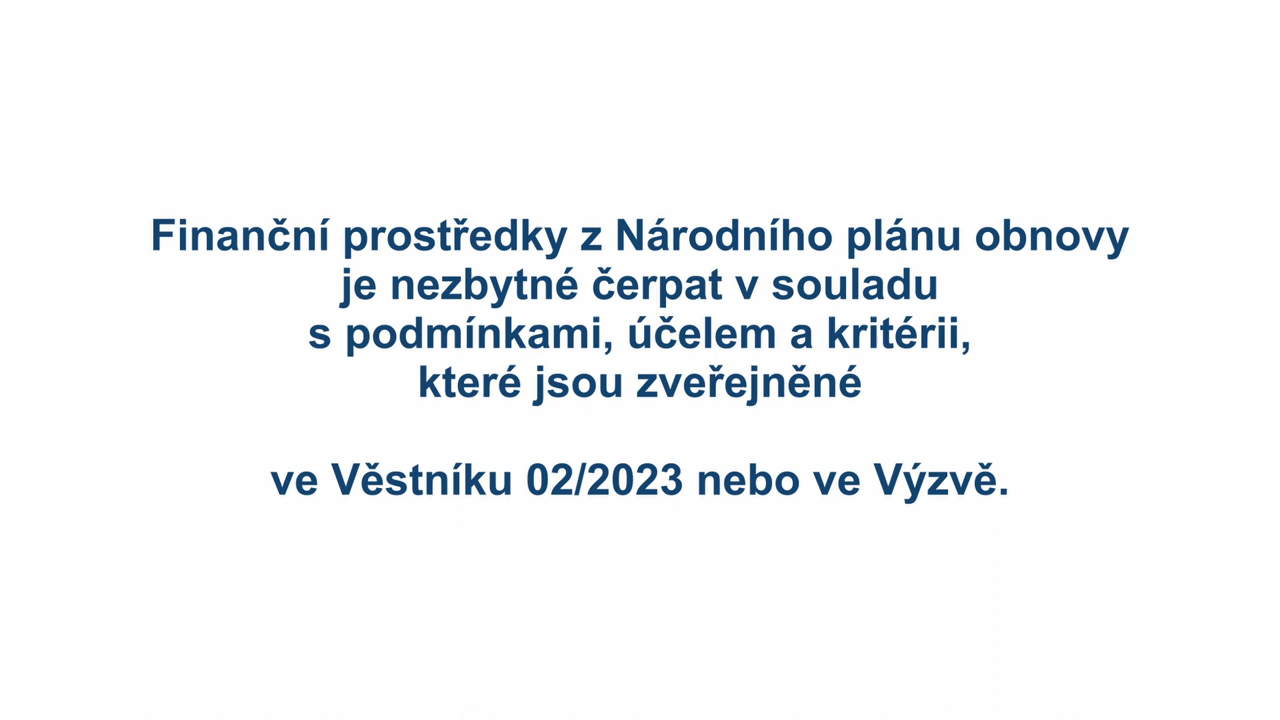 Finanční prostředky z Národního plánu obnovy
je nezbytné čerpat v souladu
s podmínkami, účelem a kritérii,
které jsou zveřejněné
ve Věstníku 02/2023 nebo ve Výzvě.